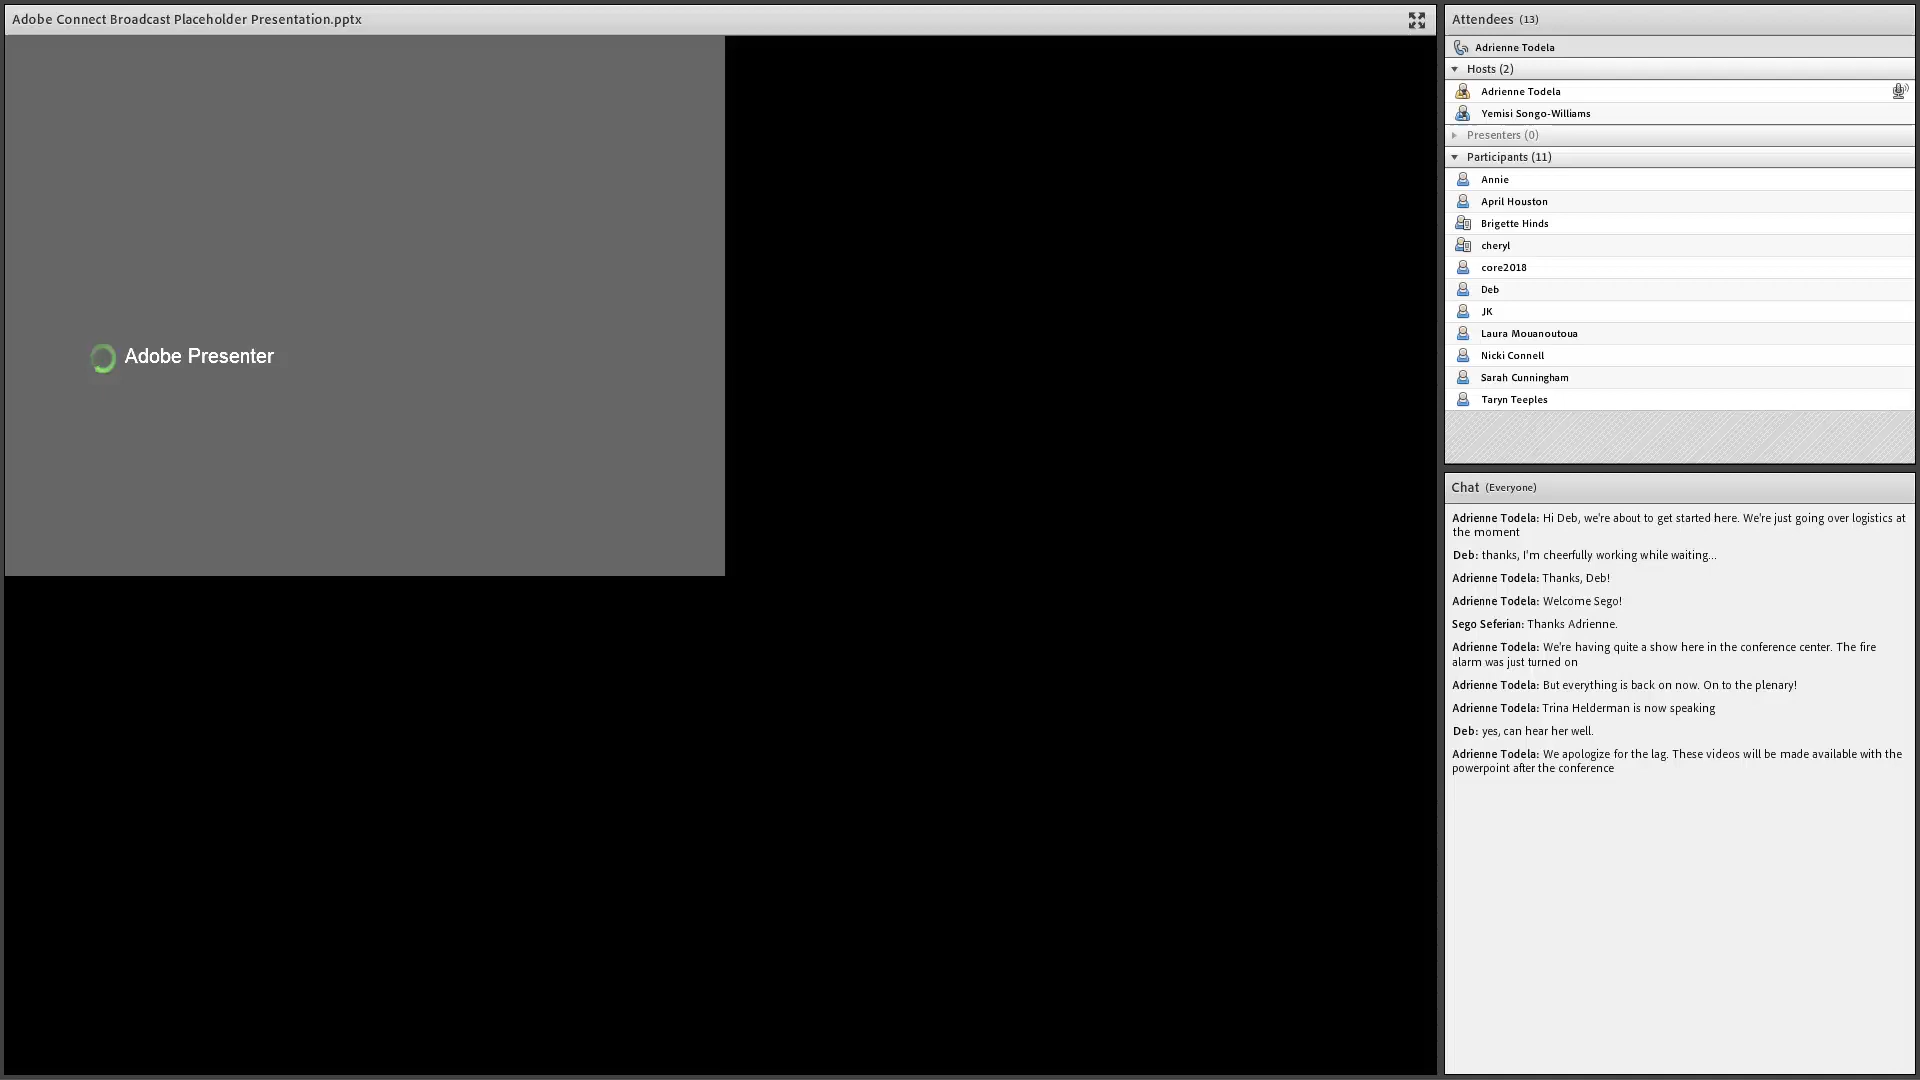 Adobe Connect Broadcast Placeholder Presentation.pptx
Adobe Presenter
Attendees (13)
Adrienne Todela
Hosts (2)
Adrienne Todela
Yemisi Songo-Williams
Presenters (0)
Participants (11)
Annie
April Houston
Brigette Hinds
cheryl
core2018
Deb
JK
Laura Mouanoutoua
Nicki Connell
Sarah Cunningham
Taryn Teeples
Chat (Everyone)
Adrienne Todela: Hi Deb, we're about to get started here. We're just going over logistics at
the moment
Deb: thanks, I'm cheerfully working while waiting...
Adrienne Todela: Thanks, Deb!
Adrienne Todela: Welcome Sego!
Sego Seferian: Thanks Adrienne.
Adrienne Todela: We're having quite a show here in the conference center. The fire
alarm was just turned on
Adrienne Todela: But everything is back on now. On to the plenary!
Adrienne Todela: Trina Helderman is now speaking
Deb: yes, can hear her well.
Adrienne Todela: We apologize for the lag. These videos will be made available with the
powerpoint after the conference